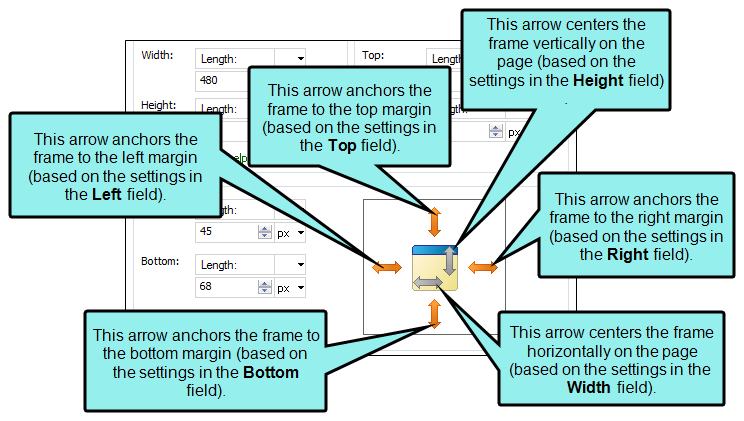 This arrow centers the
frame vertically on the
page (based on the
settings in the Height field)
.
Width:
Length:
480
Top:
Lengt
Height:
Length:
gth:
px
elp
This arrow anchors the
frame to the top margin
(based on the settings in
the Top field).
This arrow anchors the
frame to the left margin
(based on the settings in
the Left field).
This arrow anchors the
frame to the right margin
(based on the settings in
the Right field).
gth:
45
px
Bottom:
Length:
68
px
This arrow anchors the frame to
the bottom margin (based on
the settings in the Bottom
field).
This arrow centers the frame
horizontally on the page
(based on the settings in the
Width field).